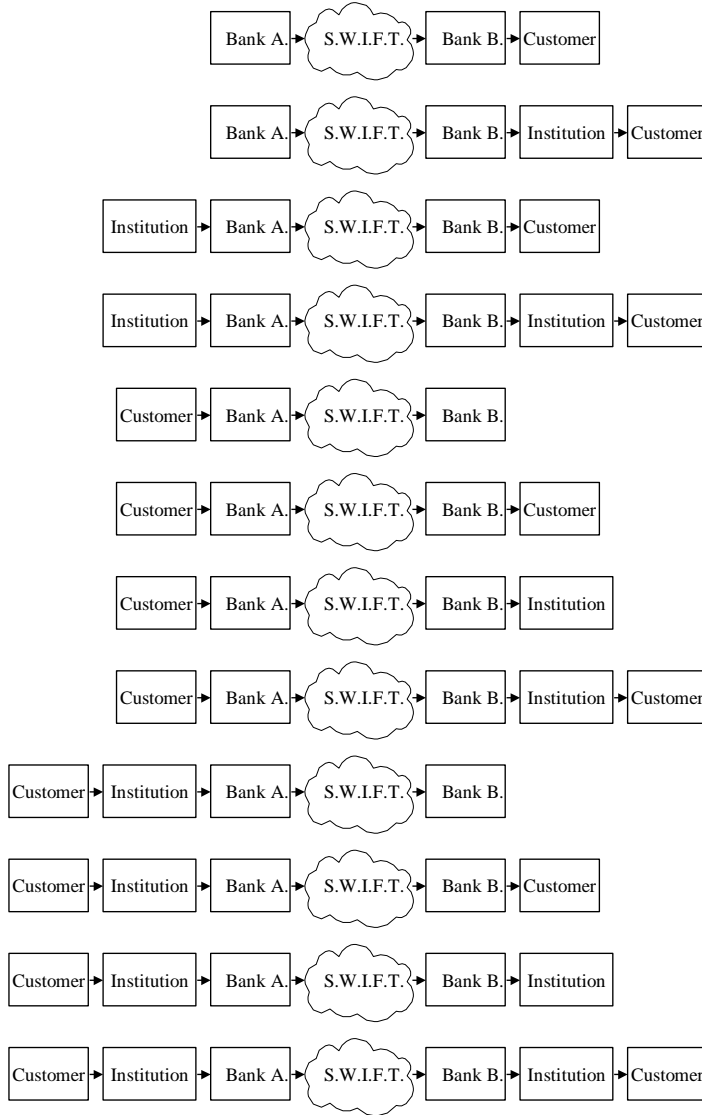 Bank A. S.W.I.F.T. Bank B. Customer
Bank A. S.W.I.F.T. Bank B. Institution Customer
Institution Bank A. S.W.I.F.T. Bank B. Customer
Institution Bank A. S.W.I.F.T. Bank B. Institution Customer
Customer Bank A. S.W.I.F.T. Bank B.
Customer Bank A. S.W.I.F.T. Bank B. Customer
Customer Bank A. S.W.I.F.T. Bank B. Institution
Customer Bank A. S.W.I.F.T. Bank B. Institution Customer
Customer Institution Bank A. S.W.I.F.T. Bank B.
Customer Institution Bank A. S.W.I.F.T. Bank B. Customer
Customer Institution Bank A. S.W.I.F.T. Bank B. Institution
Customer Institution Bank A. S.W.I.F.T. Bank B. Institution Customer